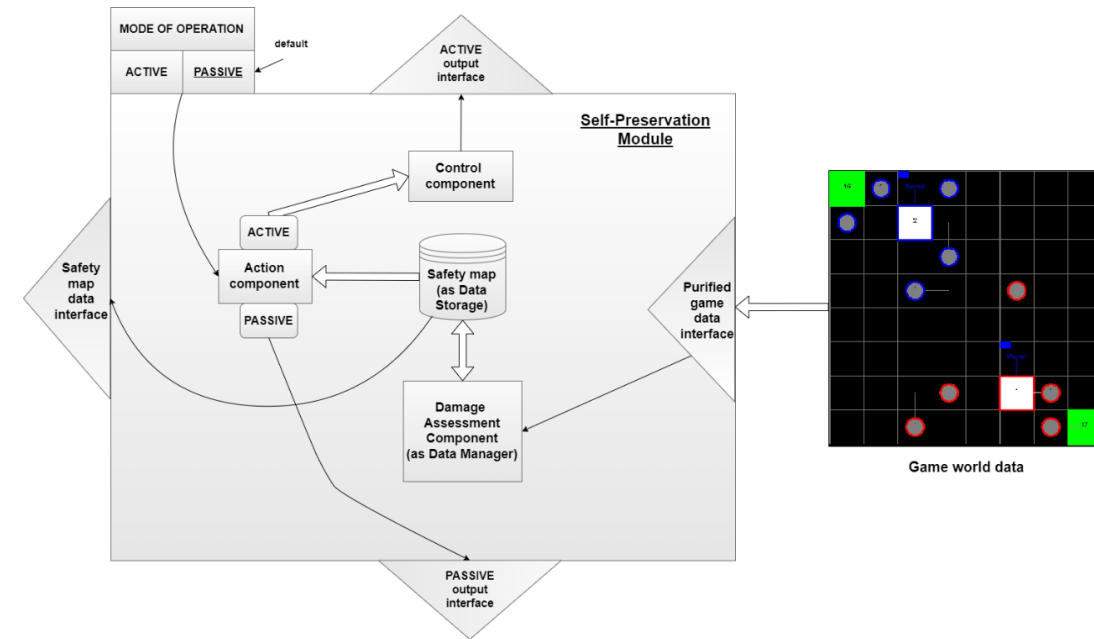 MODE OF OPERATION
ACTIVE
PASSIVE
default
ACTIVE
output
interface
Self-Preservation
Module
Control
component
ACTIVE
Action
component
PASSIVE
Safety map
(as Data
Storage)
Safety
map
data
interface
Purified
game
data
interface
Damage
Assessment
Component
(as Data Manager)
PASSIVE
output
interface
17
Game world data